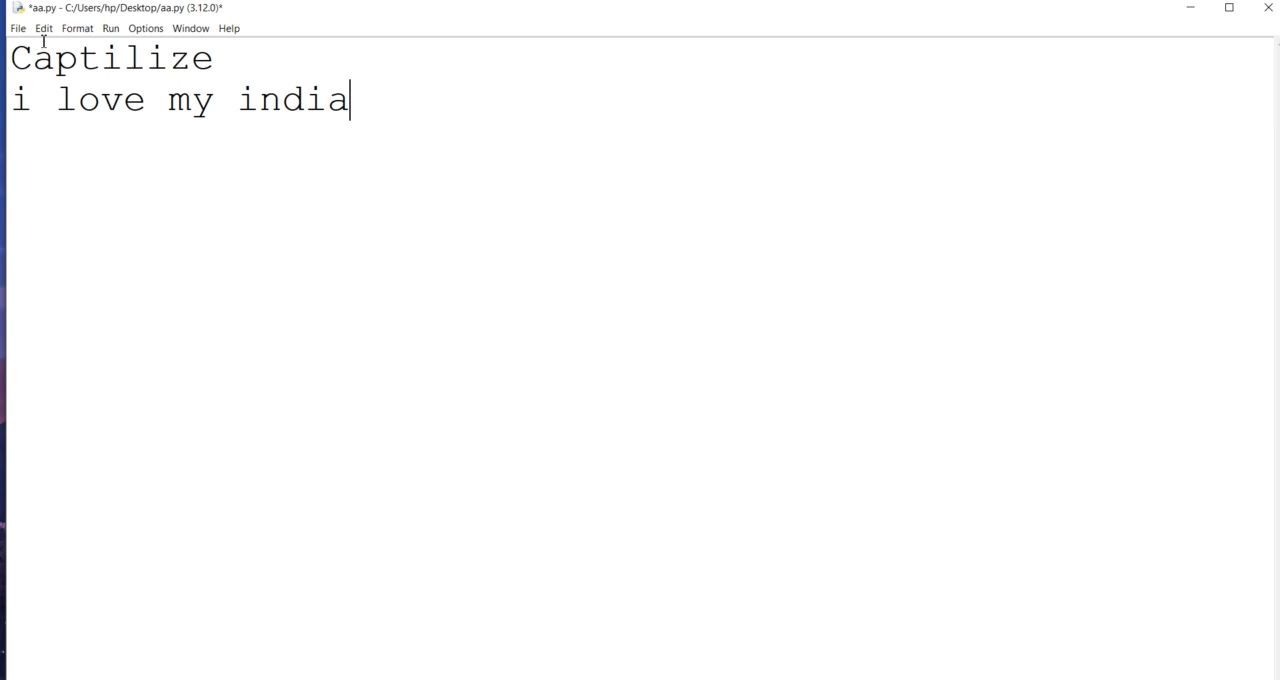 *aa.py - C:/Users/hp/Desktop/aa.py (3.12.0)*
File Edit Format Run Options Window Help
Captilize
i love my india